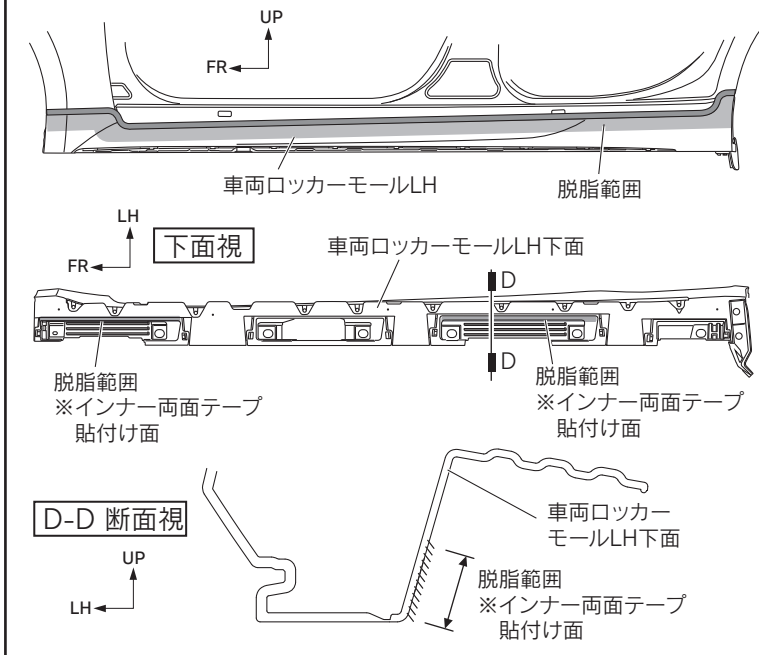 UP
FR
車両ロッカーモールLH
脱脂範囲
LH
FR
下面視
車両ロッカーモールLH下面
D
D
脱脂範囲
※インナー両面テープ
貼付け面
脱脂範囲
※インナー両面テープ
貼付け面
D-D 断面視
UP
LH
車両ロッカー
モールLH下面
脱脂範囲
※インナー両面テープ
貼付け面